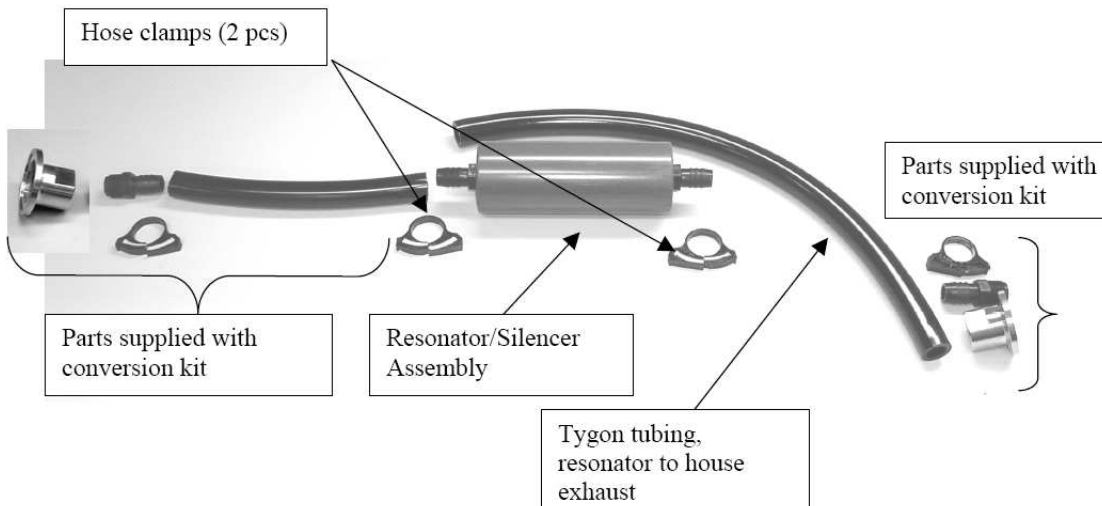 Hose clamps (2 pcs)
Parts supplied with
conversion kit
Parts supplied with
conversion kit
Resonator/Silencer
Assembly
Tygon tubing,
resonator to house
exhaust